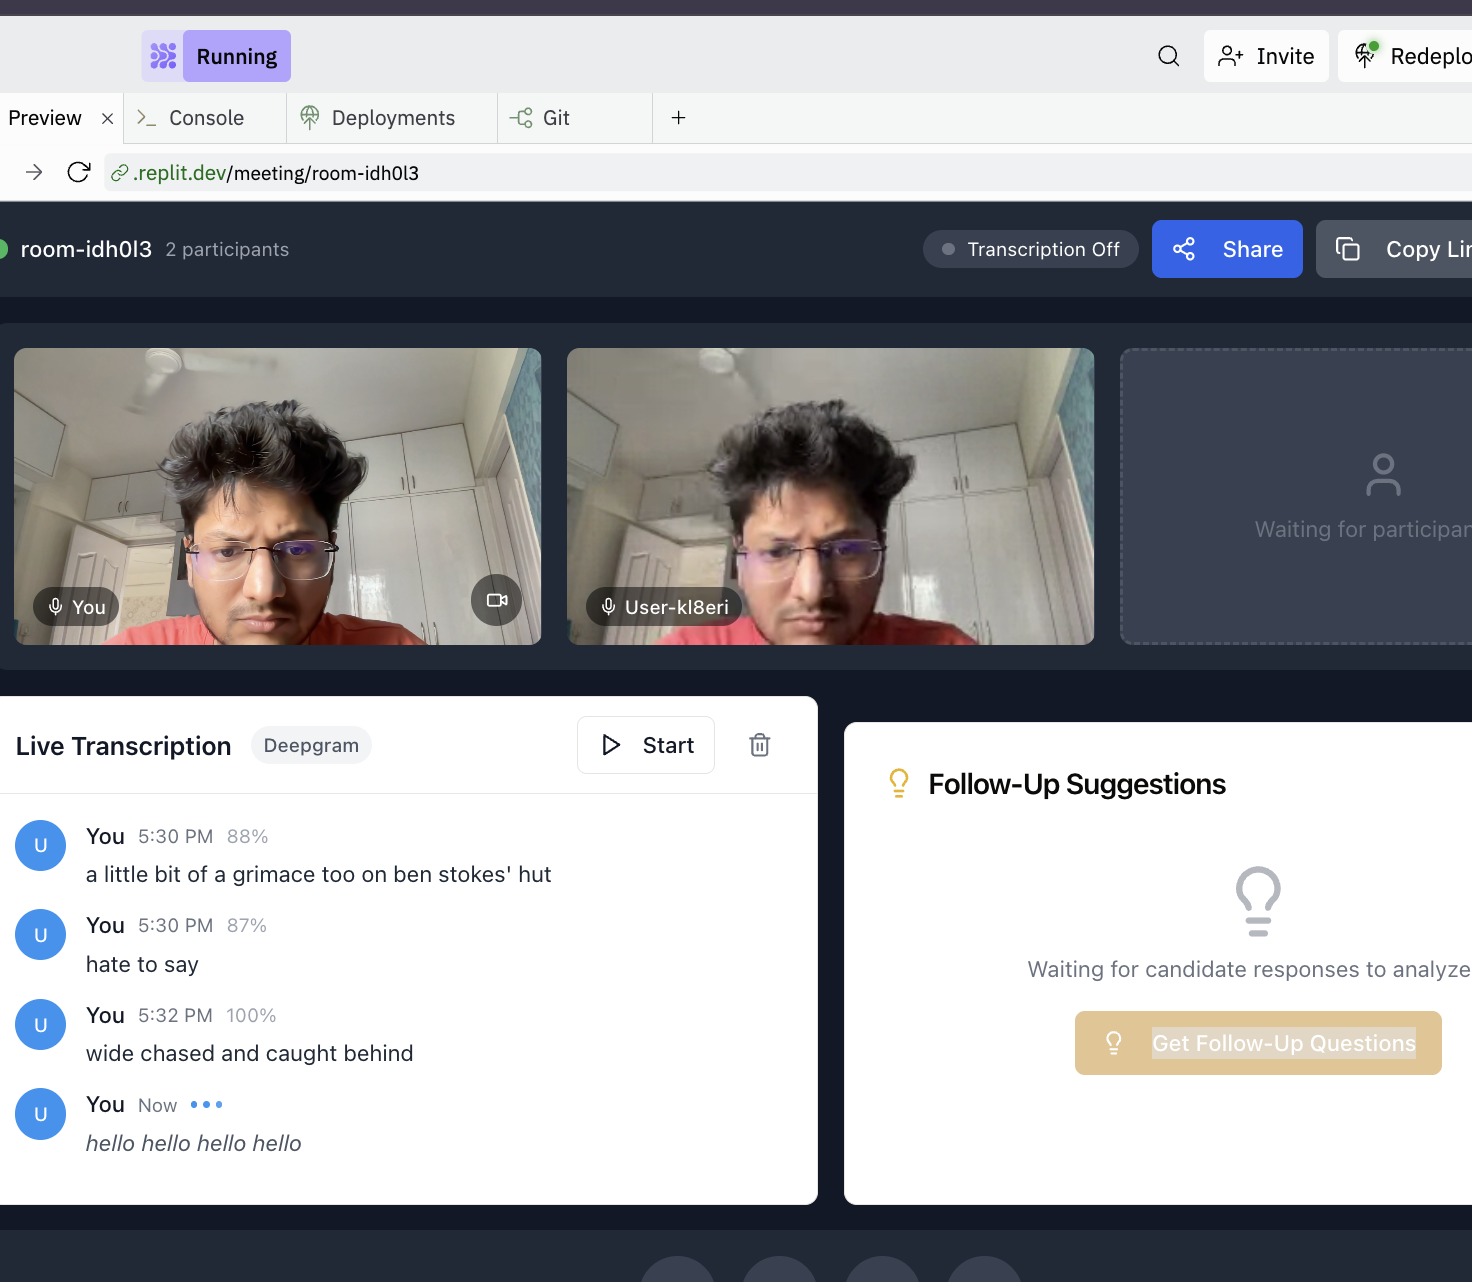 Running
Invite
Redeplo
Preview
Console
Deployments
Git
.replit.dev/meeting/room-idh0l3
room-idh0l3 2 participants
Transcription Off
Share
Copy Lin
You
User-kl8eri
Waiting for participan
Live Transcription
Deepgram
Start
Follow-Up Suggestions
U
You 5:30 PM 88%
a little bit of a grimace too on ben stokes' hut
U
You 5:30 PM 87%
hate to say
U
You 5:32 PM 100%
wide chased and caught behind
U
You Now
hello hello hello hello
Waiting for candidate responses to analyze
Get Follow-Up Questions